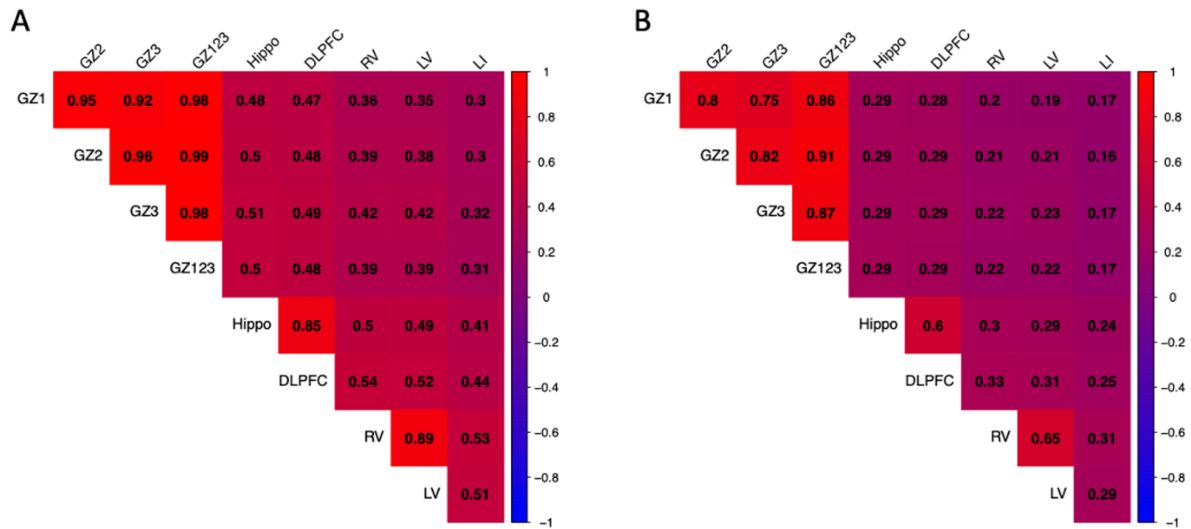 A
GZ2 GZ3 GZ123 Hippo DLPFC RV LV LI
GZ1 0.95 0.92 0.98 0.48 0.47 0.36 0.35 0.3
GZ2 0.96 0.99 0.5 0.48 0.39 0.38 0.3
GZ3 0.98 0.51 0.49 0.42 0.42 0.32
GZ123 0.5 0.48 0.39 0.39 0.31
Hippo 0.85 0.5 0.49 0.41
DLPFC 0.54 0.52 0.44
RV 0.89 0.53
LV 0.51
1
0.8
0.6
0.4
0.2
0
−0.2
−0.4
−0.6
−0.8
−1
B
GZ2 GZ3 GZ123 Hippo DLPFC RV LV LI
GZ1 0.8 0.75 0.86 0.29 0.28 0.2 0.19 0.17
GZ2 0.82 0.91 0.29 0.29 0.21 0.21 0.16
GZ3 0.87 0.29 0.29 0.22 0.23 0.17
GZ123 0.29 0.29 0.22 0.22 0.17
Hippo 0.6 0.3 0.29 0.24
DLPFC 0.33 0.31 0.25
RV 0.65 0.31
LV 0.29
1
0.8
0.6
0.4
0.2
0
−0.2
−0.4
−0.6
−0.8
−1